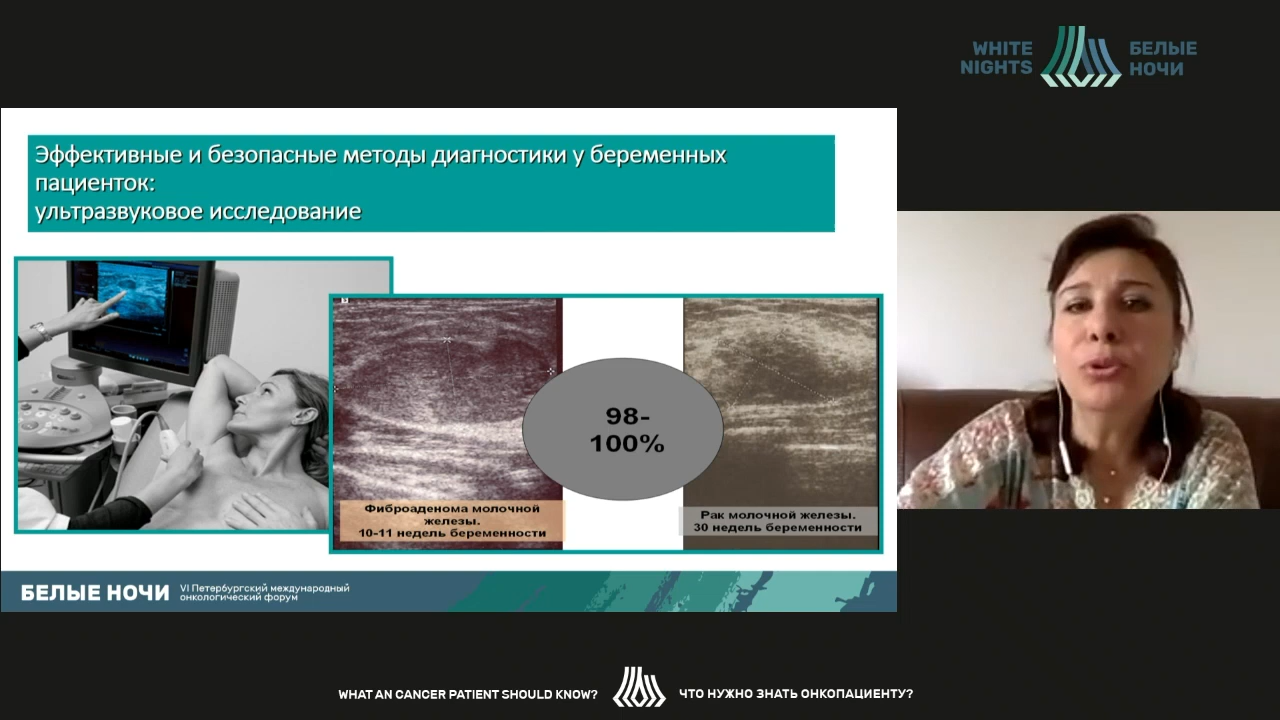 WHITE
NIGHTS
БЕЛЫЕ
НОЧИ
Эффективные и безопасные методы диагностики у беременных
пациенток:
ультразвуковое исследование
98-
100%
Фиброаденома молочной
железы.
10-11 недель беременности
Рак молочной железы.
30 недель беременности
БЕЛЫЕ НОЧИ
VI Петербургский международный
онкологический форум
WHAT AN CANCER PATIENT SHOULD KNOW?
ЧТО НУЖНО ЗНАТЬ ОНКОПАЦИЕНТУ?